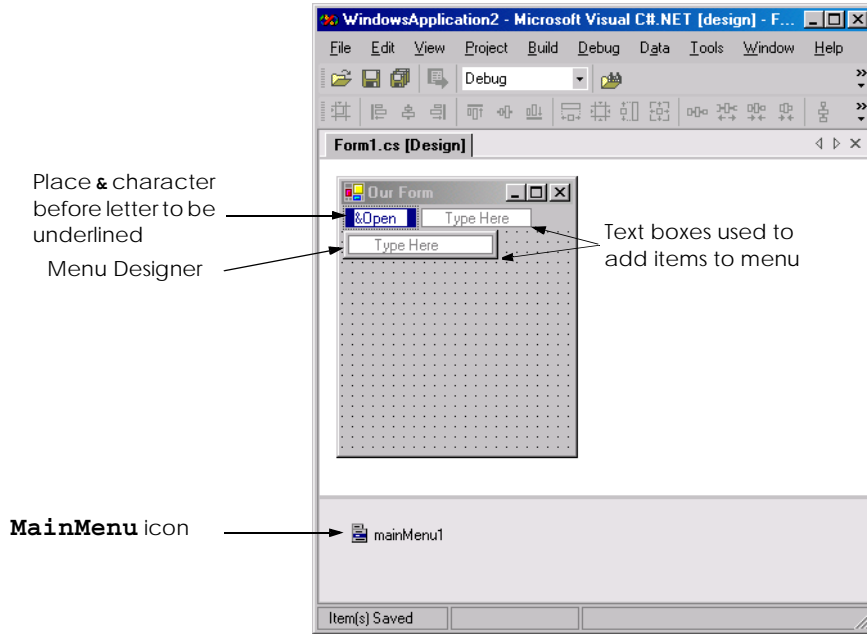 WindowsApplication2 - Microsoft Visual C#.NET [design] - F...
File Edit View Project Build Debug Data Tools Window Help
Debug
Form1.cs [Design]
Place & character
before letter to be
underlined
Our Form
&Open Type Here
Type Here
Menu Designer
Text boxes used to
add items to menu
MainMenu icon
mainMenu1
Item(s) Saved